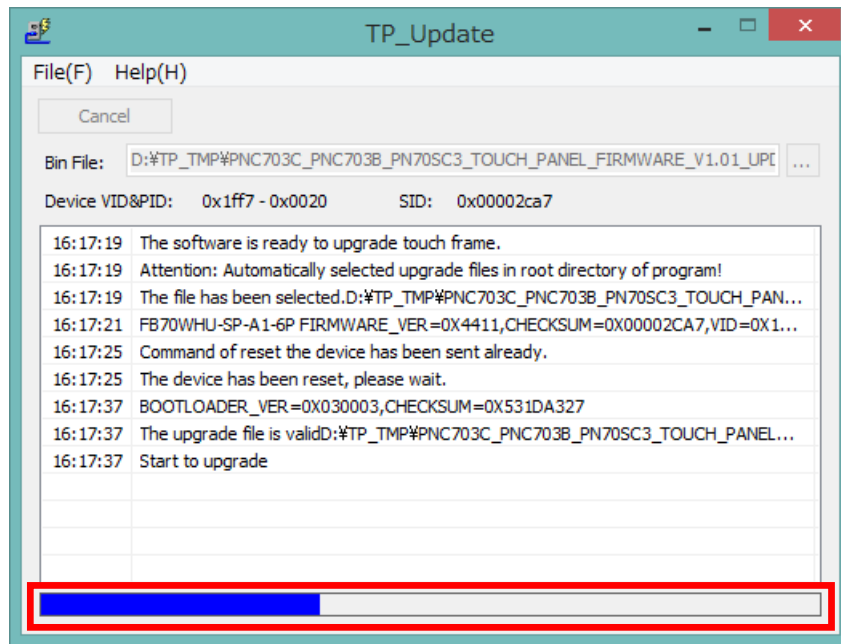 TP_Update
File(F) Help(H)
Cancel
Bin File: D:¥TP_TMP¥PNC703C_PNC703B_PN70SC3_TOUCH_PANEL_FIRMWARE_V1.01_UPD ...
Device VID&PID: 0x1ff7 - 0x0020 SID: 0x00002ca7
16:17:19 The software is ready to upgrade touch frame.
16:17:19 Attention: Automatically selected upgrade files in root directory of program!
16:17:19 The file has been selected.D:¥TP_TMP¥PNC703C_PNC703B_PN70SC3_TOUCH_PAN...
16:17:21 FB70WHU-SP-A1-6P FIRMWARE_VER=0X4411,CHECKSUM=0X00002CA7,VID=0X1...
16:17:25 Command of reset the device has been sent already.
16:17:25 The device has been reset, please wait.
16:17:37 BOOTLOADER_VER=0X030003,CHECKSUM=0X531DA327
16:17:37 The upgrade file is validD:¥TP_TMP¥PNC703C_PNC703B_PN70SC3_TOUCH_PANEL...
16:17:37 Start to upgrade